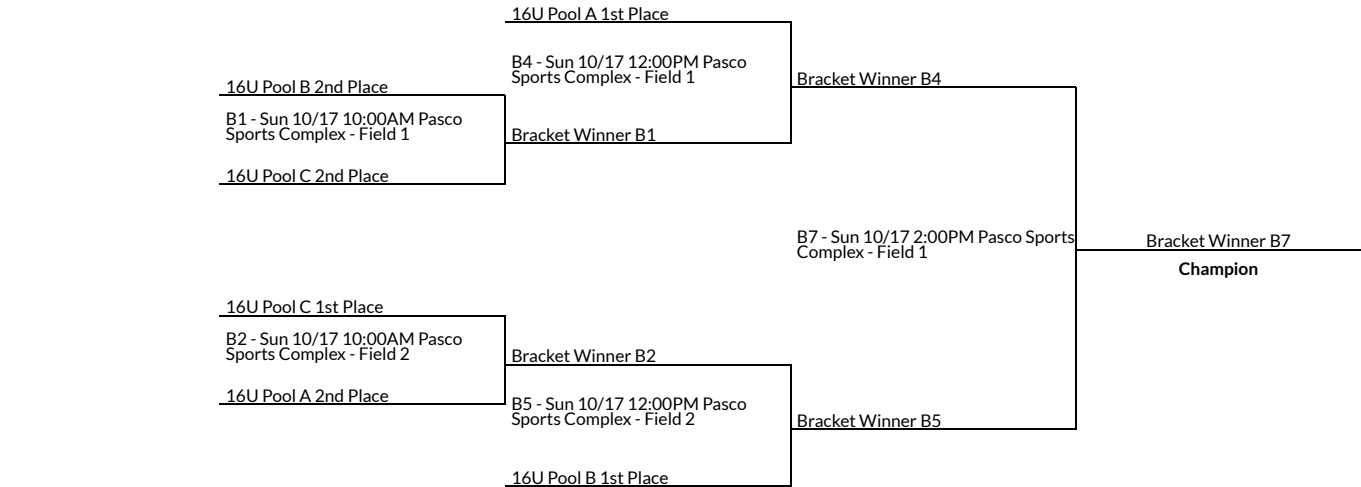 16U Pool A 1st Place
B4 - Sun 10/17 12:00PM Pasco
Sports Complex - Field 1
16U Pool B 2nd Place
Bracket Winner B4
B1 - Sun 10/17 10:00AM Pasco
Sports Complex - Field 1
Bracket Winner B1
16U Pool C 2nd Place
B7 - Sun 10/17 2:00PM Pasco Sports
Complex - Field 1
Bracket Winner B7
Champion
16U Pool C 1st Place
B2 - Sun 10/17 10:00AM Pasco
Sports Complex - Field 2
Bracket Winner B2
16U Pool A 2nd Place
B5 - Sun 10/17 12:00PM Pasco
Sports Complex - Field 2
Bracket Winner B5
16U Pool B 1st Place